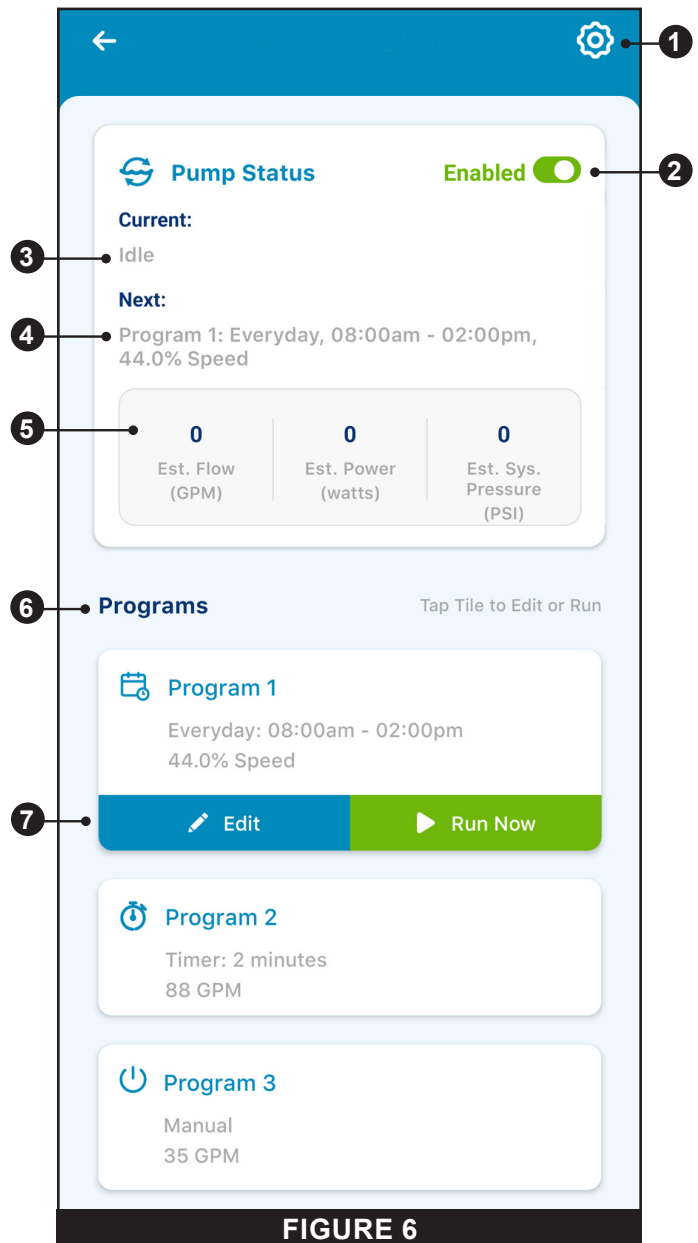 1
Pump Status
Enabled
2
Current:
3
Idle
Next:
4
Program 1: Everyday, 08:00am - 02:00pm,
44.0% Speed
5
0
Est. Flow
(GPM)
0
Est. Power
(watts)
0
Est. Sys.
Pressure
(PSI)
6
Programs
Tap Tile to Edit or Run
Program 1
Everyday: 08:00am - 02:00pm
44.0% Speed
7
Edit
Run Now
Program 2
Timer: 2 minutes
88 GPM
Program 3
Manual
35 GPM
FIGURE 6